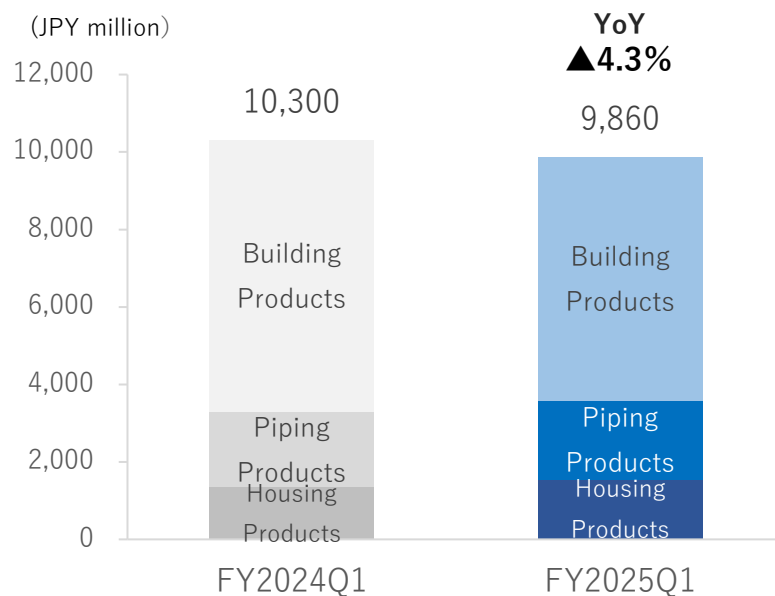 (JPY million)
YoY
▲4.3%
12,000
10,000
8,000
6,000
4,000
2,000
0
10,300
Building
Products
Piping
Products
Housing
Products
FY2024Q1
9,860
Building
Products
Piping
Products
Housing
Products
FY2025Q1